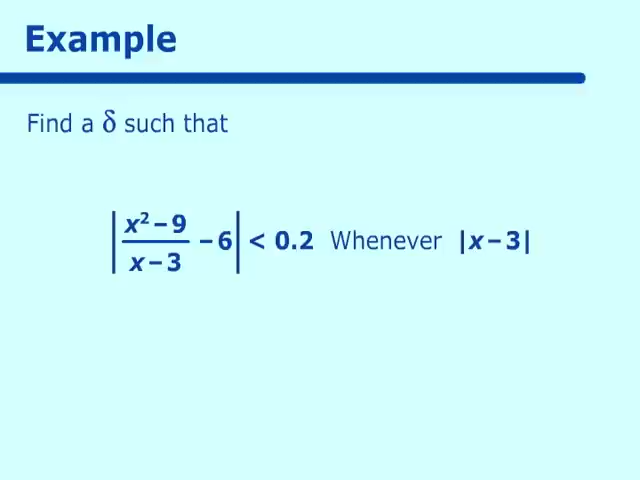 Example
Find a δ such that
|x² – 9 / x – 3 – 6| < 0.2 Whenever |x – 3|